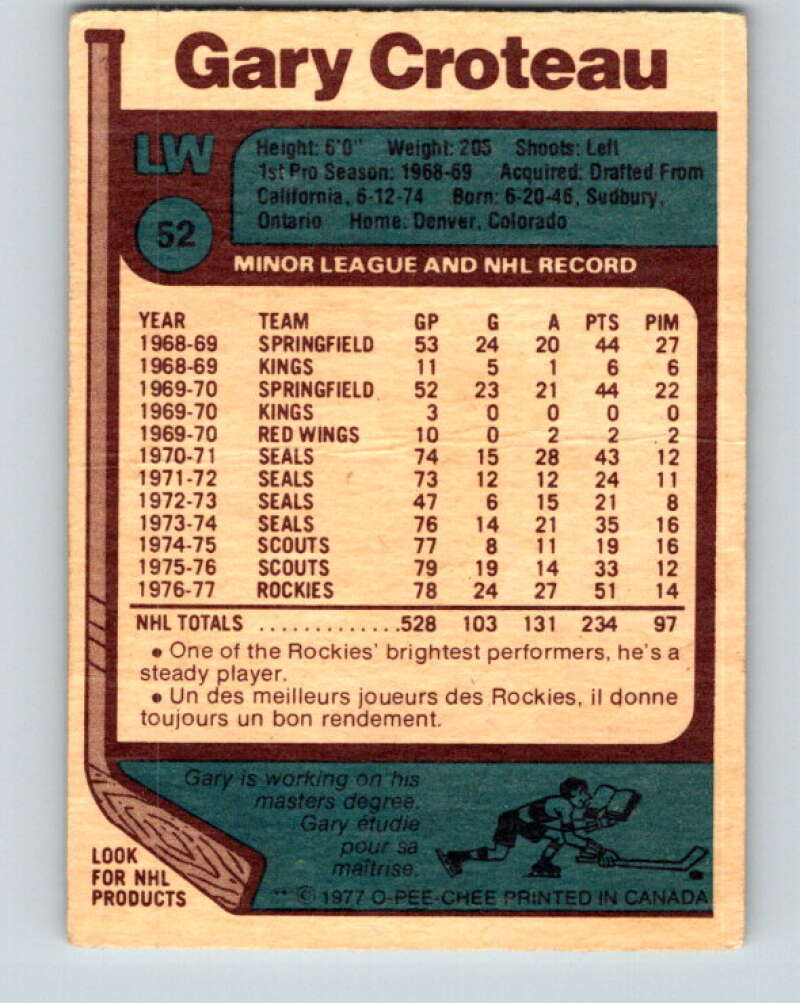 Gary Croteau
LW
52
Height: 6'0" Weight: 205 Shoots: Left
1st Pro Season: 1968-69 Acquired: Drafted From
California, 6-12-74 Born: 6-20-46, Sudbury,
Ontario Home: Denver, Colorado
MINOR LEAGUE AND NHL RECORD
YEAR TEAM GP G A PTS PIM
1968-69 SPRINGFIELD 53 24 20 44 27
1968-69 KINGS 11 5 1 6 6
1969-70 SPRINGFIELD 52 23 21 44 22
1969-70 KINGS 3 0 0 0 0
1969-70 RED WINGS 10 0 2 2 2
1970-71 SEALS 74 15 28 43 12
1971-72 SEALS 73 12 12 24 11
1972-73 SEALS 47 6 15 21 8
1973-74 SEALS 76 14 21 35 16
1974-75 SCOUTS 77 8 11 19 16
1975-76 SCOUTS 79 19 14 33 12
1976-77 ROCKIES 78 24 27 51 14
NHL TOTALS ..............528 103 131 234 97
• One of the Rockies' brightest performers, he's a
steady player.
• Un des meilleurs joueurs des Rockies, il donne
toujours un bon rendement.
Gary is working on his
masters degree.
Gary étudie
pour sa
maîtrise.
LOOK
FOR NHL
PRODUCTS
** © 1977 O-PEE-CHEE PRINTED IN CANADA